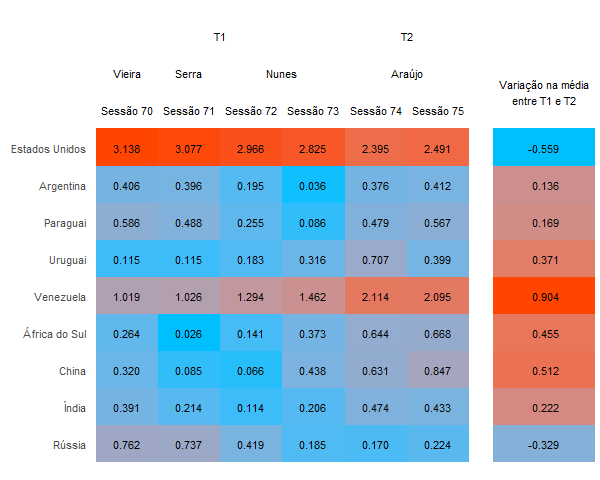 T1 T2
Vieira Serra Nunes Araújo
Variação na média
entre T1 e T2
Sessão 70 Sessão 71 Sessão 72 Sessão 73 Sessão 74 Sessão 75
Estados Unidos 3.138 3.077 2.966 2.825 2.395 2.491 -0.559
Argentina 0.406 0.396 0.195 0.036 0.376 0.412 0.136
Paraguai 0.586 0.488 0.255 0.086 0.479 0.567 0.169
Uruguai 0.115 0.115 0.183 0.316 0.707 0.399 0.371
Venezuela 1.019 1.026 1.294 1.462 2.114 2.095 0.904
África do Sul 0.264 0.026 0.141 0.373 0.644 0.668 0.455
China 0.320 0.085 0.066 0.438 0.631 0.847 0.512
Índia 0.391 0.214 0.114 0.206 0.474 0.433 0.222
Rússia 0.762 0.737 0.419 0.185 0.170 0.224 -0.329